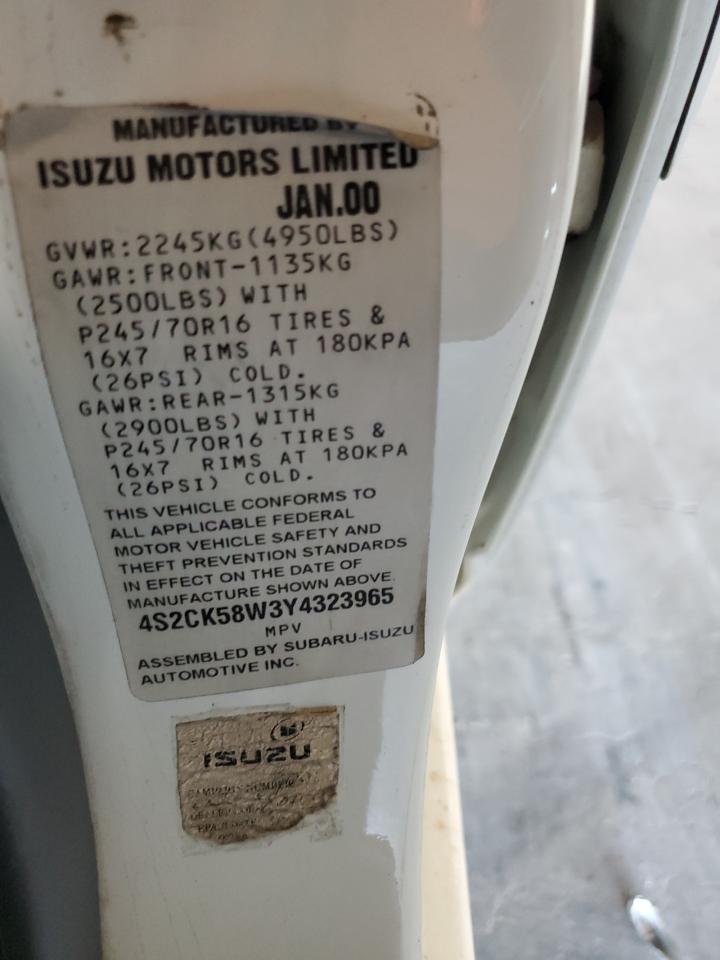 MANUFACTURED BY
ISUZU MOTORS LIMITED
JAN.00
GVWR:2245KG(4950LBS)
GAWR:FRONT-1135KG
(2500LBS) WITH
P245/70R16 TIRES &
16X7 RIMS AT 180KPA
(26PSI) COLD.
GAWR:REAR-1315KG
(2900LBS) WITH
P245/70R16 TIRES &
16X7 RIMS AT 180KPA
(26PSI) COLD.
THIS VEHICLE CONFORMS TO
ALL APPLICABLE FEDERAL
MOTOR VEHICLE SAFETY AND
THEFT PREVENTION STANDARDS
IN EFFECT ON THE DATE OF
MANUFACTURE SHOWN ABOVE.
4S2CK58W3Y4323965
MPV
ASSEMBLED BY SUBARU-ISUZU
AUTOMOTIVE INC.
ISUZU